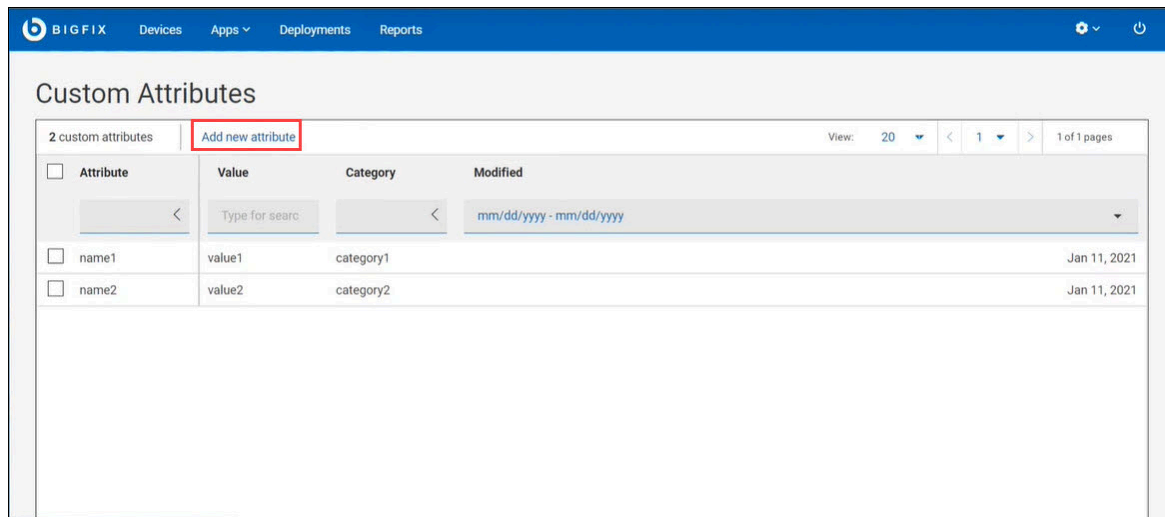 BIGFIX Devices Apps Deployments Reports
Custom Attributes
2 custom attributes Add new attribute View: 20 1 1 of 1 pages
Attribute Value Category Modified
Type for searc mm/dd/yyyy - mm/dd/yyyy
name1 value1 category1 Jan 11, 2021
name2 value2 category2 Jan 11, 2021